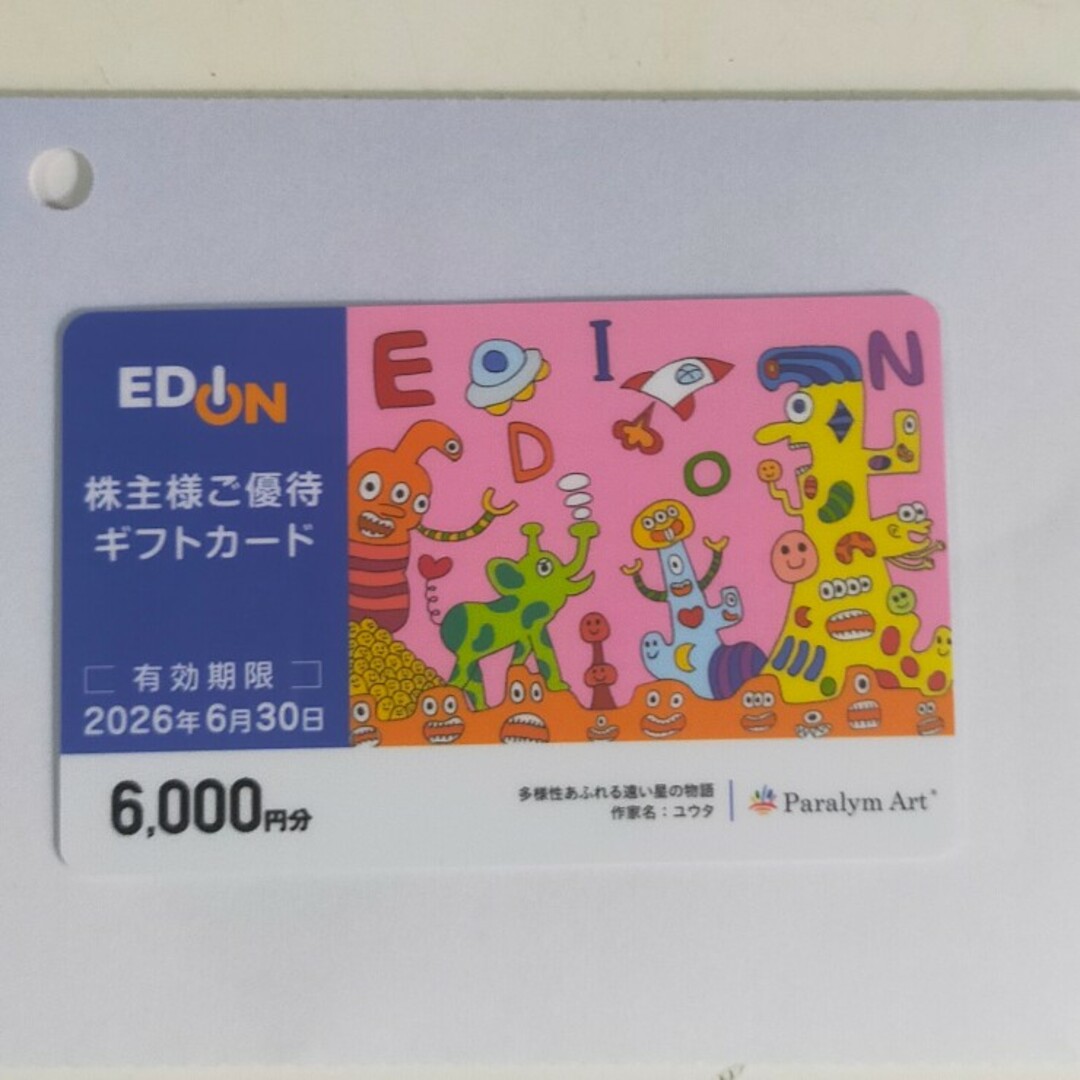 EDION
株主様ご優待
ギフトカード
有効期限
2026年6月30日
E D I O N
6,000円分
多様性あふれる遠い星の物語
作家名：ユウタ
Paralym Art®